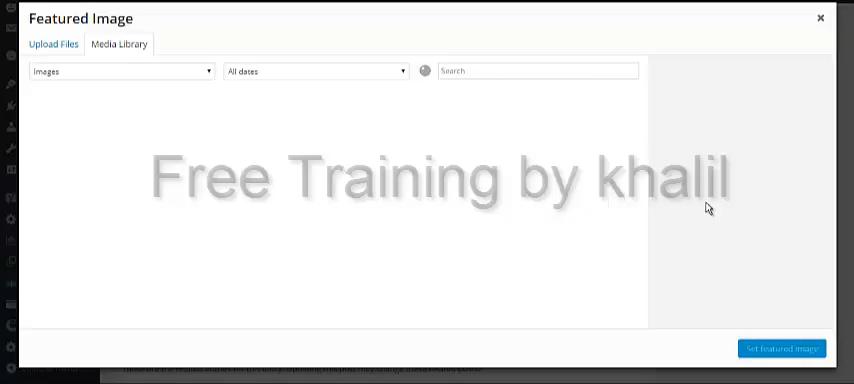 Featured Image
×
Upload Files
Media Library
Images
All dates
Search
Free Training by khalil
Set featured image